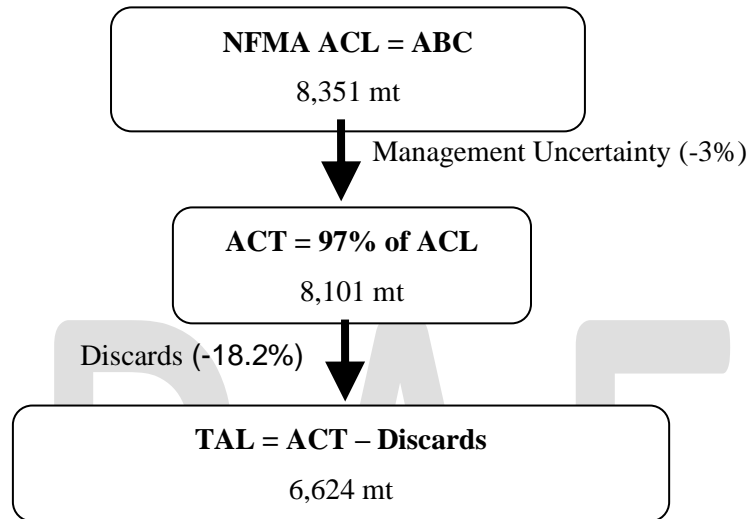 NFMA ACL = ABC
8,351 mt
Management Uncertainty (-3%)
ACT = 97% of ACL
8,101 mt
Discards (-18.2%)
TAL = ACT – Discards
6,624 mt